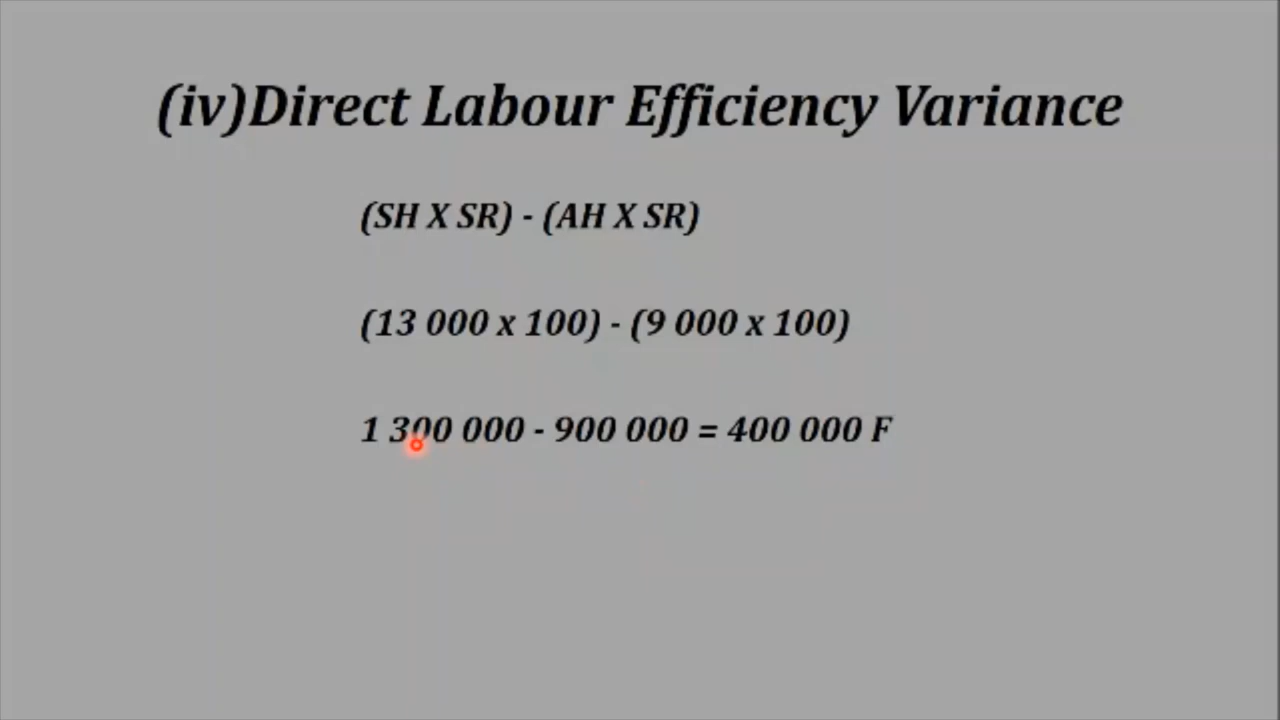 (iv)Direct Labour Efficiency Variance
(SH X SR) - (AH X SR)
(13 000 x 100) - (9 000 x 100)
1 300 000 - 900 000 = 400 000 F